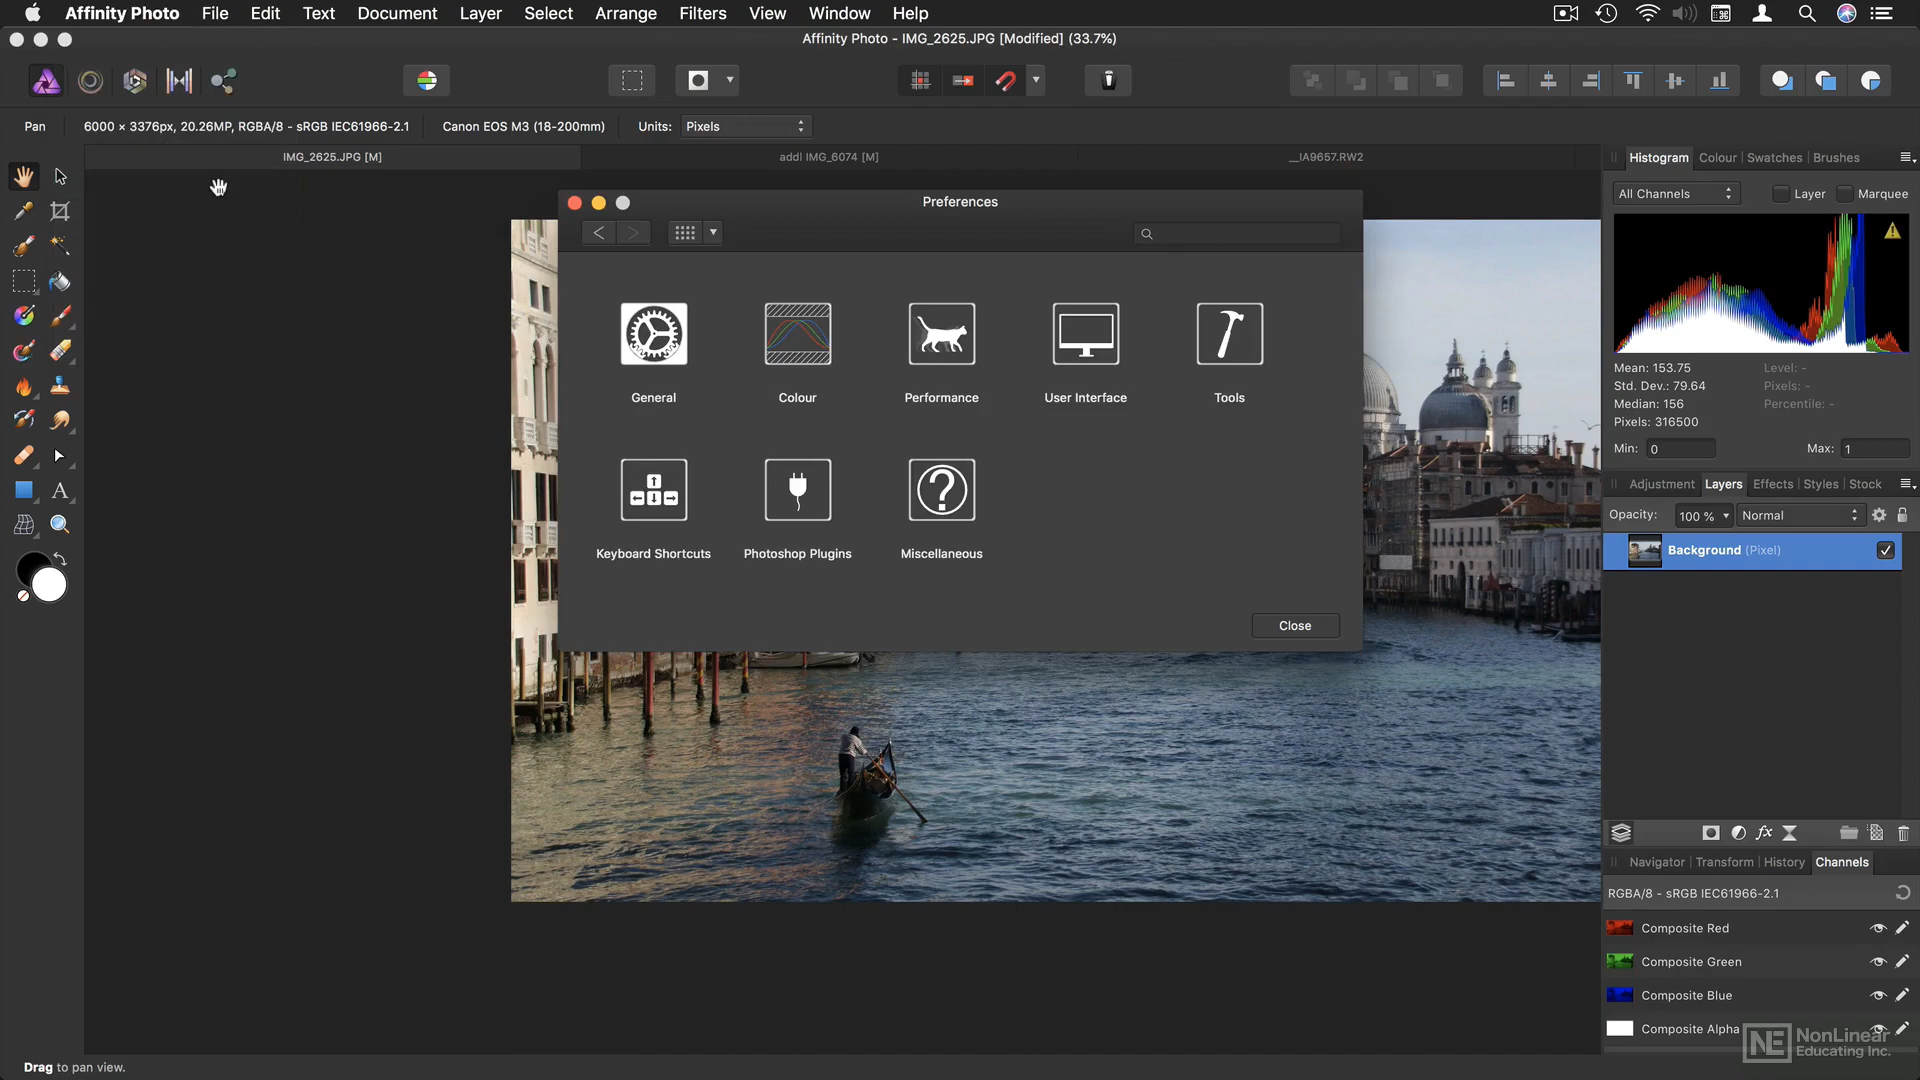 Affinity Photo File Edit Text Document Layer Select Arrange Filters View Window Help
Affinity Photo - IMG_2625.JPG [Modified] (33.7%)
Pan 6000 × 3376px, 20.26MP, RGBA/8 - sRGB IEC61966-2.1 Canon EOS M3 (18-200mm) Units: Pixels
IMG_2625.JPG [M] addl IMG_6074 [M] __IA9657.RW2
Histogram Colour Swatches Brushes
All Channels Layer Marquee
Preferences
General Colour Performance User Interface Tools
Keyboard Shortcuts Photoshop Plugins Miscellaneous
Close
Mean: 153.75 Level: -
Std. Dev.: 79.64 Pixels: -
Median: 156 Percentile: -
Pixels: 316500
Min: 0 Max: 1
Adjustment Layers Effects Styles Stock
Opacity: 100 % Normal
Background (Pixel)
fx
Navigator Transform History Channels
RGBA/8 - sRGB IEC61966-2.1
Composite Red
Composite Green
Composite Blue
Composite Alpha
NE NonLinear
Educating Inc.
Drag to pan view.